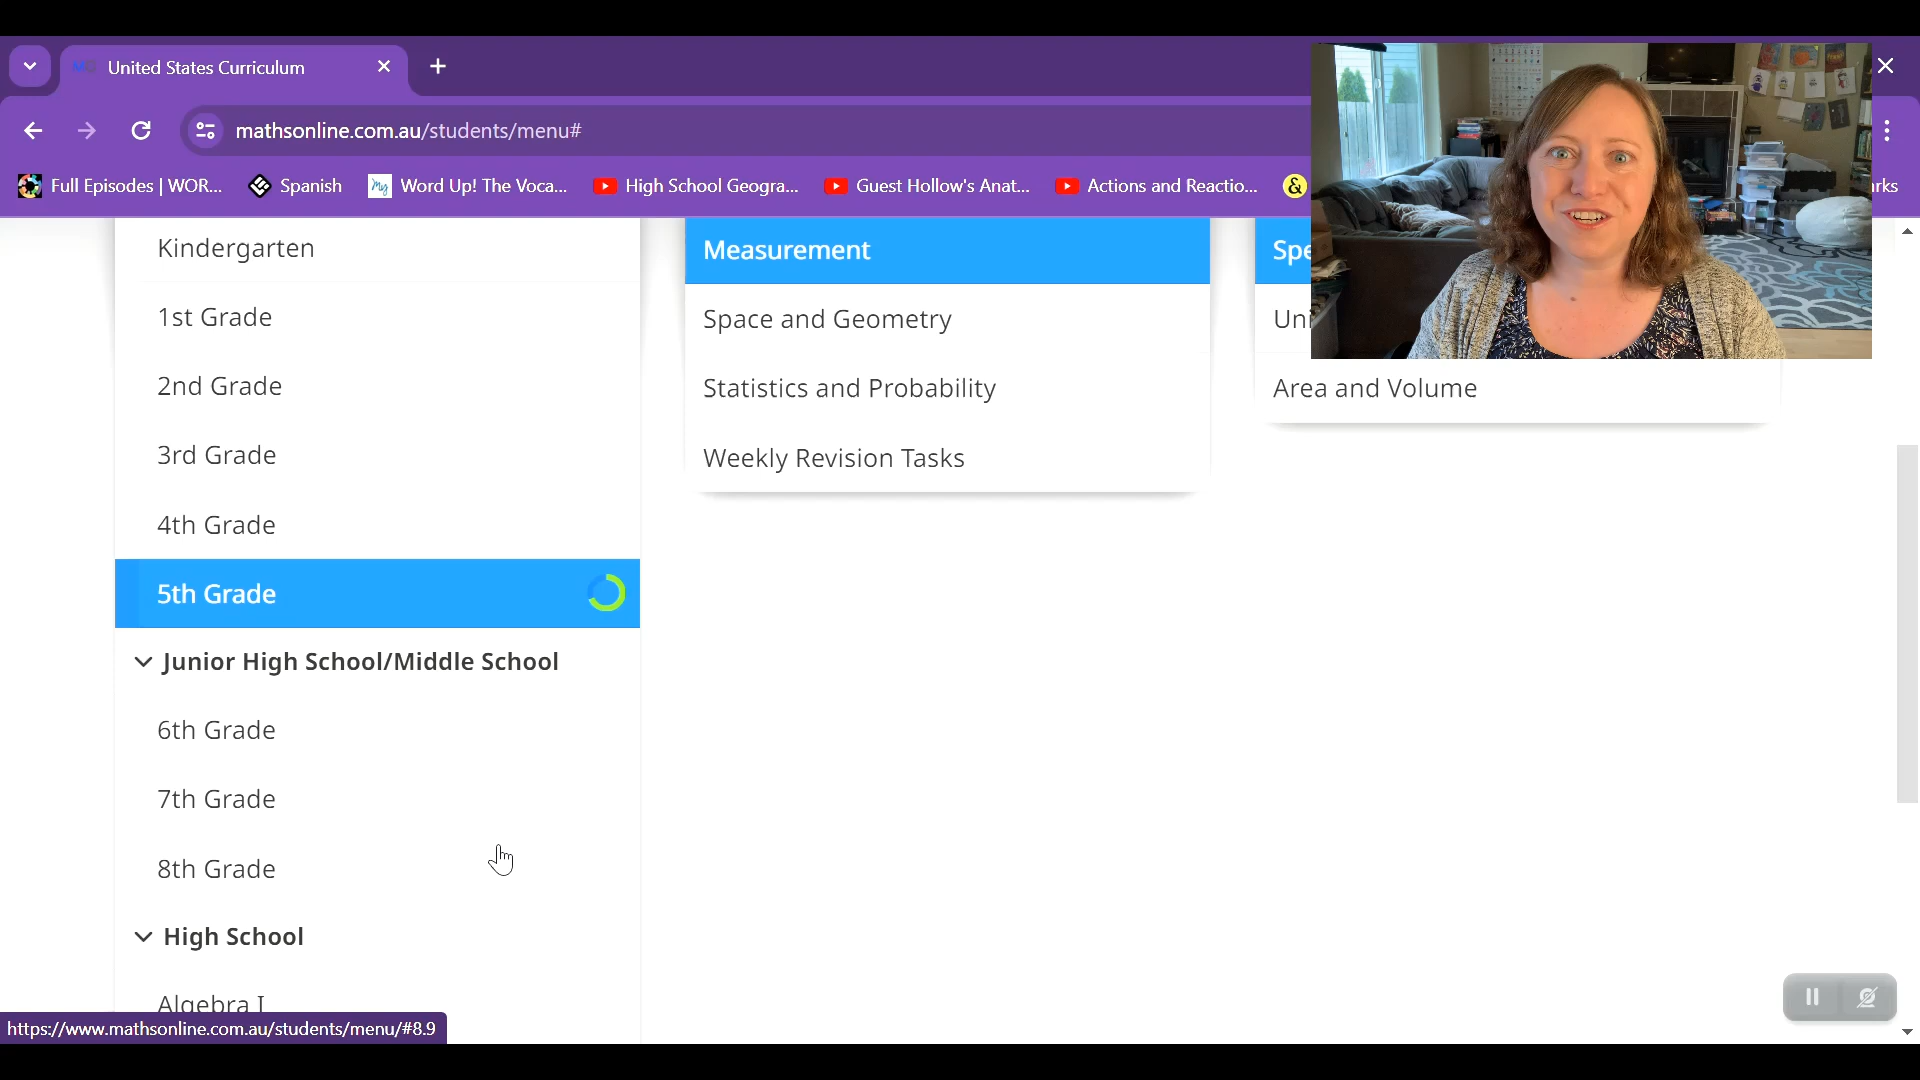 United States Curriculum
mathsonline.com.au/students/menu#
Full Episodes | WOR...
Spanish
my
Word Up! The Voca...
High School Geogra...
Guest Hollow's Anat...
Actions and Reactio...
&
rks
Kindergarten
1st Grade
2nd Grade
3rd Grade
4th Grade
5th Grade
Junior High School/Middle School
6th Grade
7th Grade
8th Grade
High School
Algebra I
Measurement
Space and Geometry
Statistics and Probability
Weekly Revision Tasks
Spe
Uni
Area and Volume
https://www.mathsonline.com.au/students/menu/#8.9